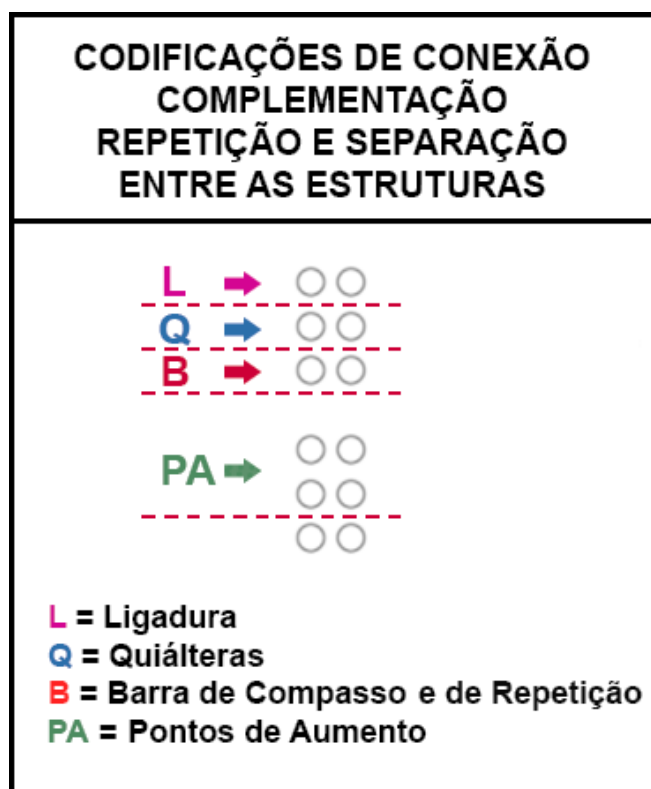 CODIFICAÇÕES DE CONEXÃO
COMPLEMENTAÇÃO
REPETIÇÃO E SEPARAÇÃO
ENTRE AS ESTRUTURAS
L
Q
B
PA
L = Ligadura
Q = Quiálteras
B = Barra de Compasso e de Repetição
PA = Pontos de Aumento